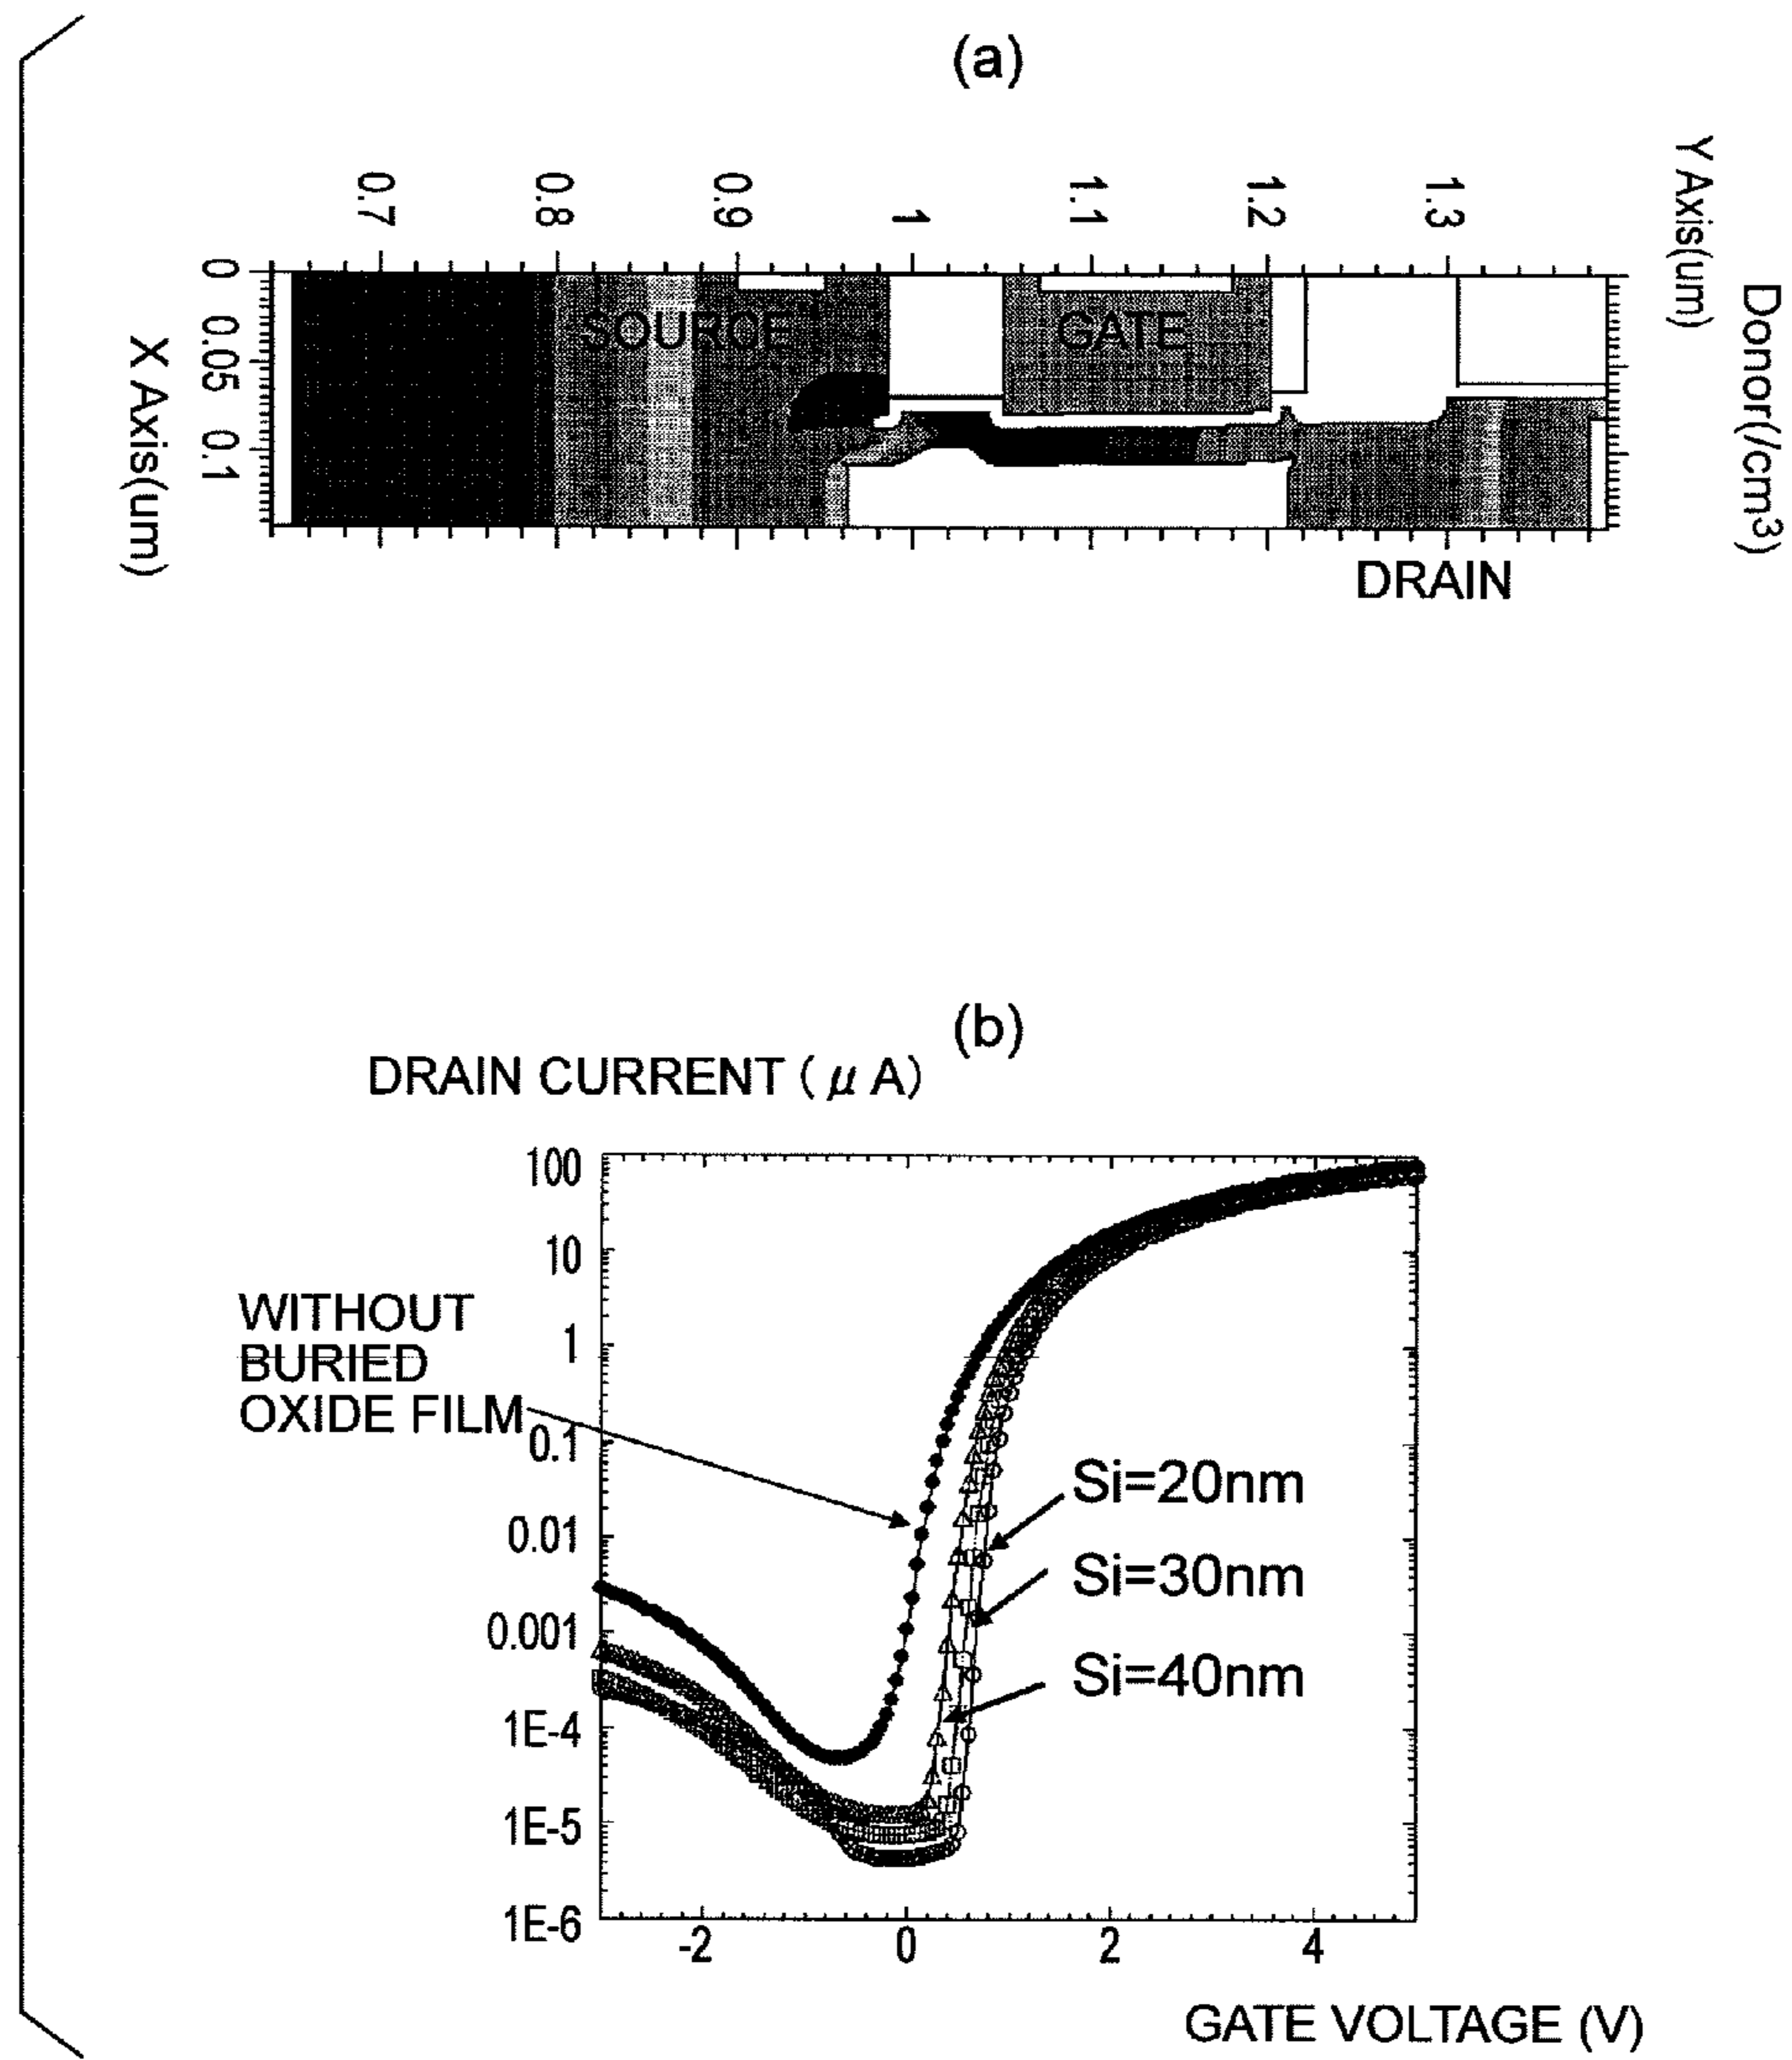 (a)
Y Axis(um)
Donor(/cm³)
0.7
0.8
0.9
1
1.1
1.2
1.3
0
0.05
0.1
X Axis(um)
SOURCE
GATE
DRAIN
(b)
DRAIN CURRENT ( μ A)
100
10
1
0.1
0.01
0.001
1E-4
1E-5
1E-6
WITHOUT
BURIED
OXIDE FILM
Si=20nm
Si=30nm
Si=40nm
-2
0
2
4
GATE VOLTAGE (V)